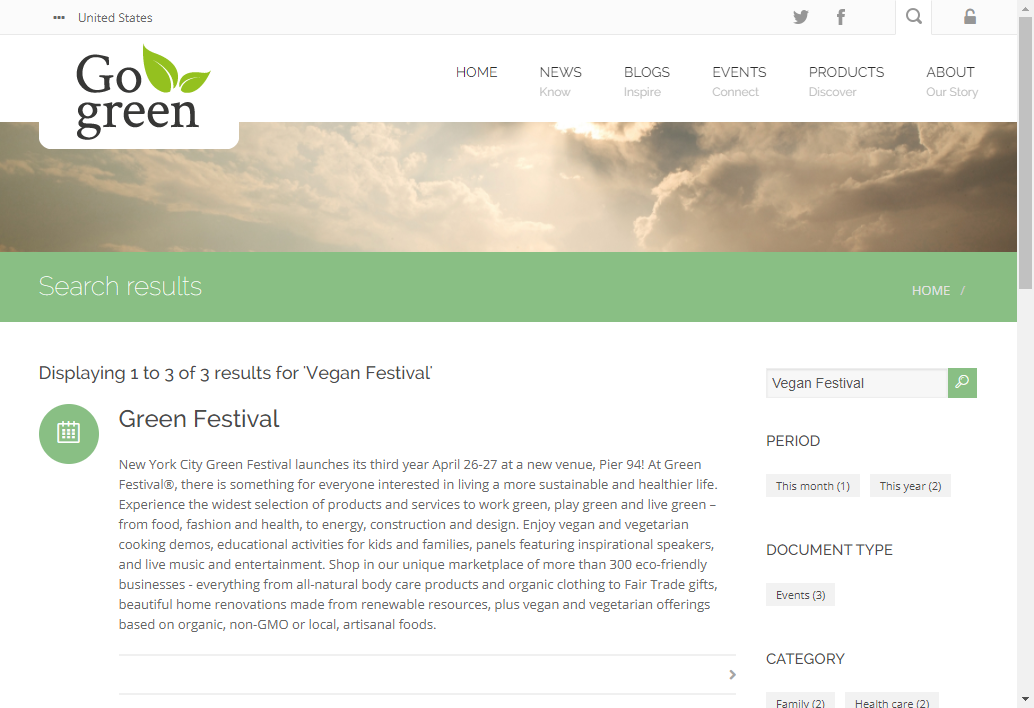 United States
Go
green
HOME
NEWS
Know
BLOGS
Inspire
EVENTS
Connect
PRODUCTS
Discover
ABOUT
Our Story
Search results
HOME /
Displaying 1 to 3 of 3 results for 'Vegan Festival'
Green Festival
New York City Green Festival launches its third year April 26-27 at a new venue, Pier 94! At Green
Festival®, there is something for everyone interested in living a more sustainable and healthier life.
Experience the widest selection of products and services to work green, play green and live green –
from food, fashion and health, to energy, construction and design. Enjoy vegan and vegetarian
cooking demos, educational activities for kids and families, panels featuring inspirational speakers,
and live music and entertainment. Shop in our unique marketplace of more than 300 eco-friendly
businesses - everything from all-natural body care products and organic clothing to Fair Trade gifts,
beautiful home renovations made from renewable resources, plus vegan and vegetarian offerings
based on organic, non-GMO or local, artisanal foods.
Vegan Festival
PERIOD
This month (1)
This year (2)
DOCUMENT TYPE
Events (3)
CATEGORY
Family (2)
Health care (2)